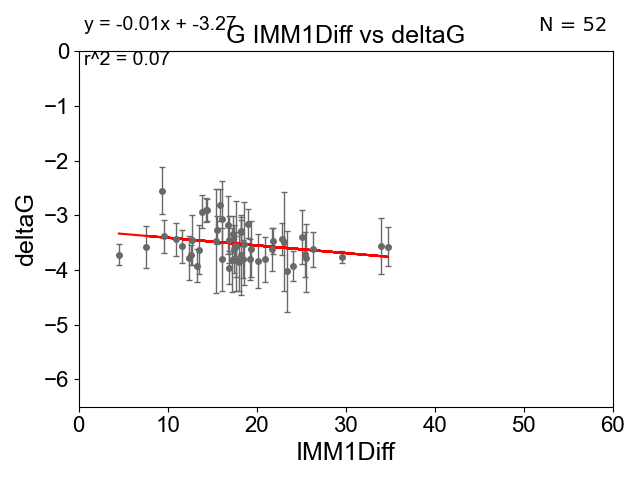 y = -0.01x + -3.27
N = 52
G IMM1Diff vs deltaG
r^2 = 0.07
0
−1
−2
−3
−4
−5
−6
deltaG
0 10 20 30 40 50 60
IMM1Diff